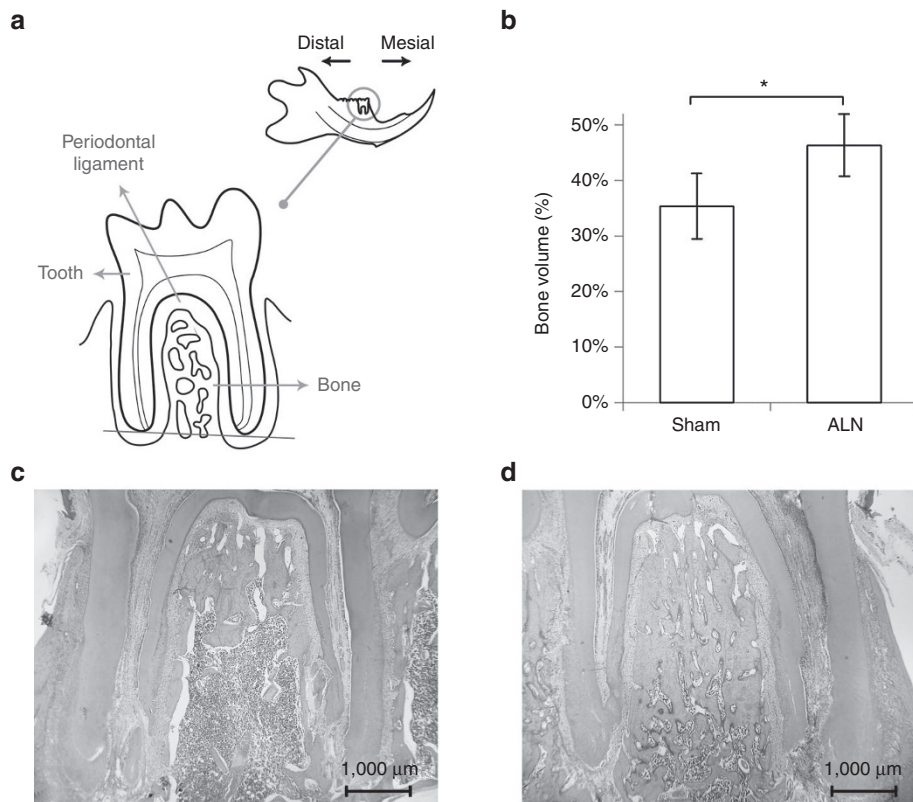 a
Distal
Mesial
Periodontal
ligament
Tooth
Bone
b
*
Bone volume (%)
50%
40%
30%
20%
10%
0%
Sham
ALN
c
1,000 μm
d
1,000 μm